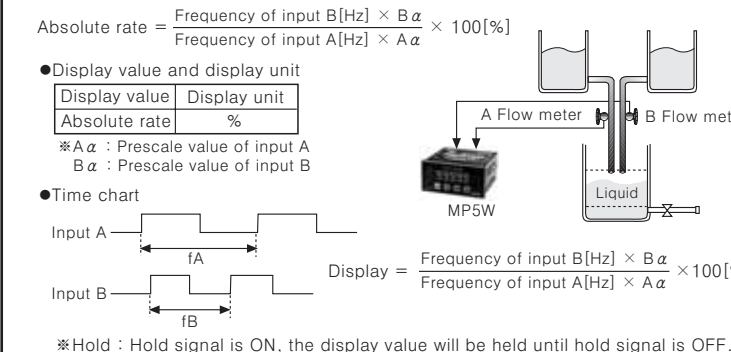 Absolute rate = Frequency of input B[Hz] × Bα / Frequency of input A[Hz] × Aα × 100[%]
●Display value and display unit
Display value Display unit
Absolute rate %
※Aα : Prescale value of input A
Bα : Prescale value of input B
A Flow meter B Flow met
MP5W
Liquid
●Time chart
Input A
fA
Input B
fB
Display = Frequency of input B[Hz] × Bα / Frequency of input A[Hz] × Aα ×100[
※Hold : Hold signal is ON, the display value will be held until hold signal is OFF.